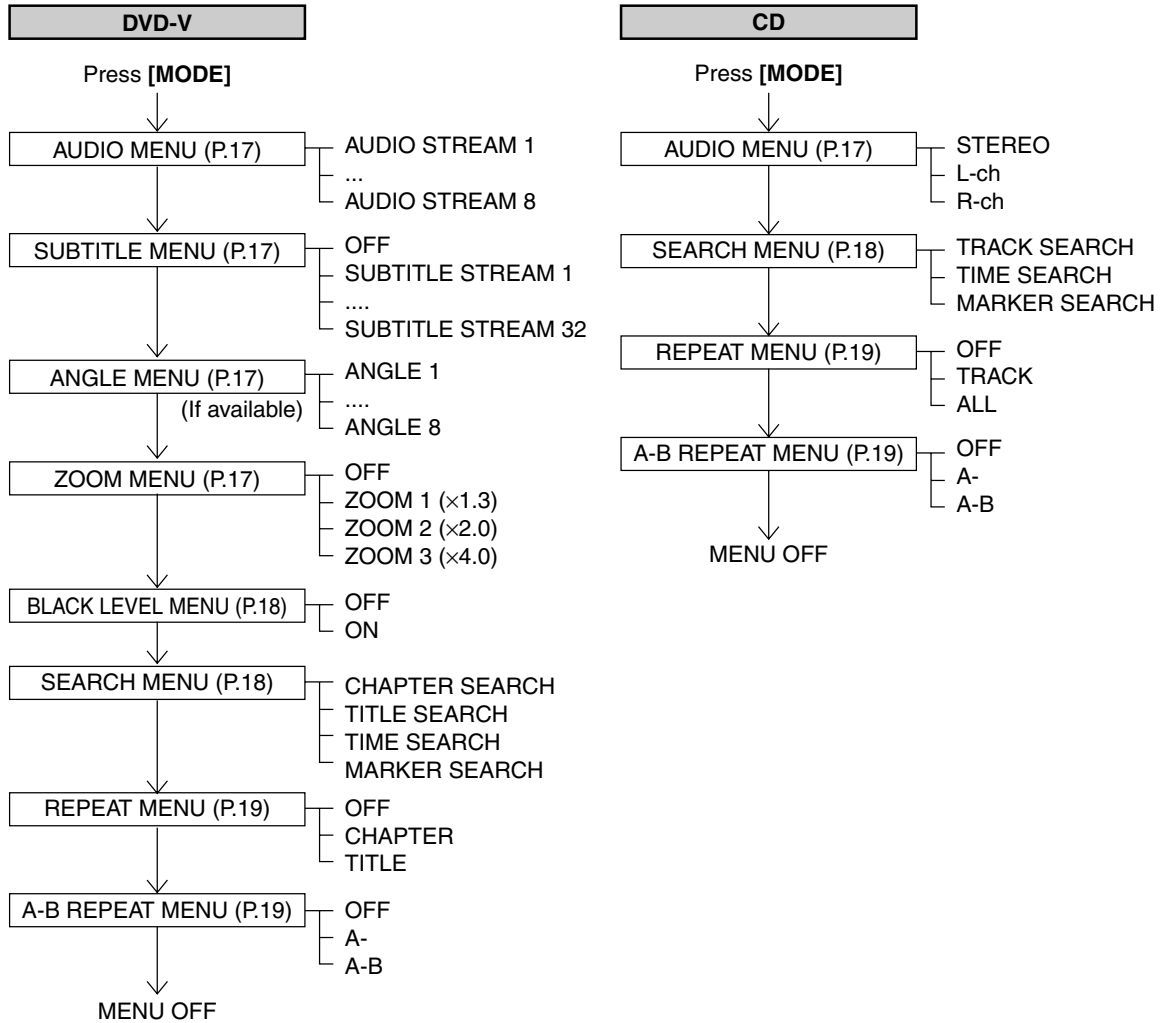 DVD-V
Press [MODE]
AUDIO MENU (P.17)
AUDIO STREAM 1
...
AUDIO STREAM 8
SUBTITLE MENU (P.17)
OFF
SUBTITLE STREAM 1
....
SUBTITLE STREAM 32
ANGLE MENU (P.17)
(If available)
ANGLE 1
....
ANGLE 8
ZOOM MENU (P.17)
OFF
ZOOM 1 (×1.3)
ZOOM 2 (×2.0)
ZOOM 3 (×4.0)
BLACK LEVEL MENU (P.18)
OFF
ON
SEARCH MENU (P.18)
CHAPTER SEARCH
TITLE SEARCH
TIME SEARCH
MARKER SEARCH
REPEAT MENU (P.19)
OFF
CHAPTER
TITLE
A-B REPEAT MENU (P.19)
OFF
A-
A-B
MENU OFF
CD
Press [MODE]
AUDIO MENU (P.17)
STEREO
L-ch
R-ch
SEARCH MENU (P.18)
TRACK SEARCH
TIME SEARCH
MARKER SEARCH
REPEAT MENU (P.19)
OFF
TRACK
ALL
A-B REPEAT MENU (P.19)
OFF
A-
A-B
MENU OFF